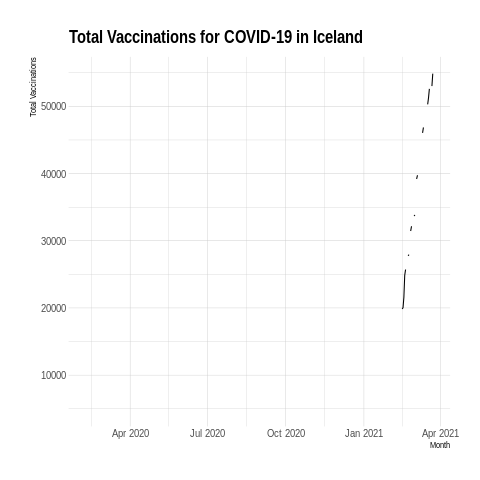 Total Vaccinations for COVID-19 in Iceland
Total Vaccinations
50000
40000
30000
20000
10000
Apr 2020 Jul 2020 Oct 2020 Jan 2021 Apr 2021
Month